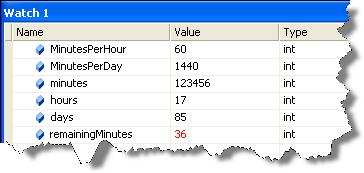 Watch 1
Name Value Type
MinutesPerHour 60 int
MinutesPerDay 1440 int
minutes 123456 int
hours 17 int
days 85 int
remainingMinutes 36 int